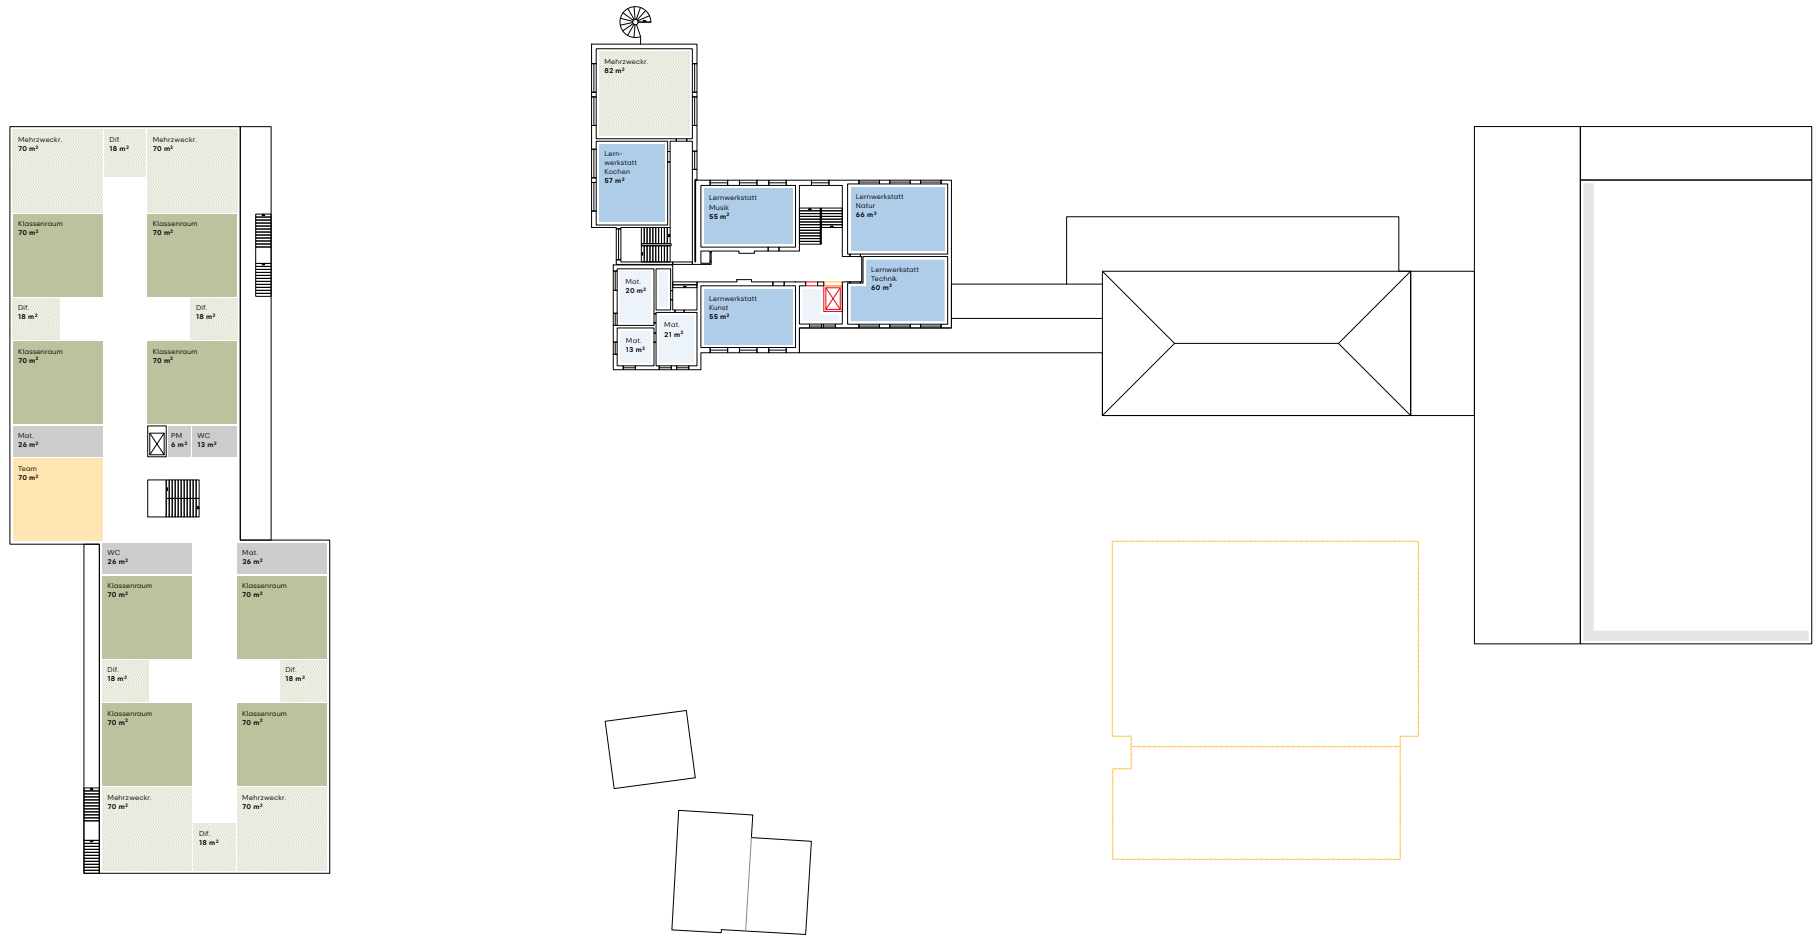 Mehrzweckr.
70 m²
Dif.
18 m²
Mehrzweckr.
70 m²
Klassenraum
70 m²
Klassenraum
70 m²
Dif.
18 m²
Dif.
18 m²
Klassenraum
70 m²
Klassenraum
70 m²
Mat.
26 m²
PM
6 m²
WC
13 m²
Team
70 m²
WC
26 m²
Mat.
26 m²
Klassenraum
70 m²
Klassenraum
70 m²
Dif.
18 m²
Dif.
18 m²
Klassenraum
70 m²
Klassenraum
70 m²
Mehrzweckr.
70 m²
Mehrzweckr.
70 m²
Dif.
18 m²
Mehrzweckr.
82 m²
Lern-
werkstatt
Kochen
57 m²
Lernwerkstatt
Musik
55 m²
Lernwerkstatt
Natur
66 m²
Lernwerkstatt
Technik
60 m²
Mat.
20 m²
Lernwerkstatt
Kunst
55 m²
Mat.
21 m²
Mat.
13 m²